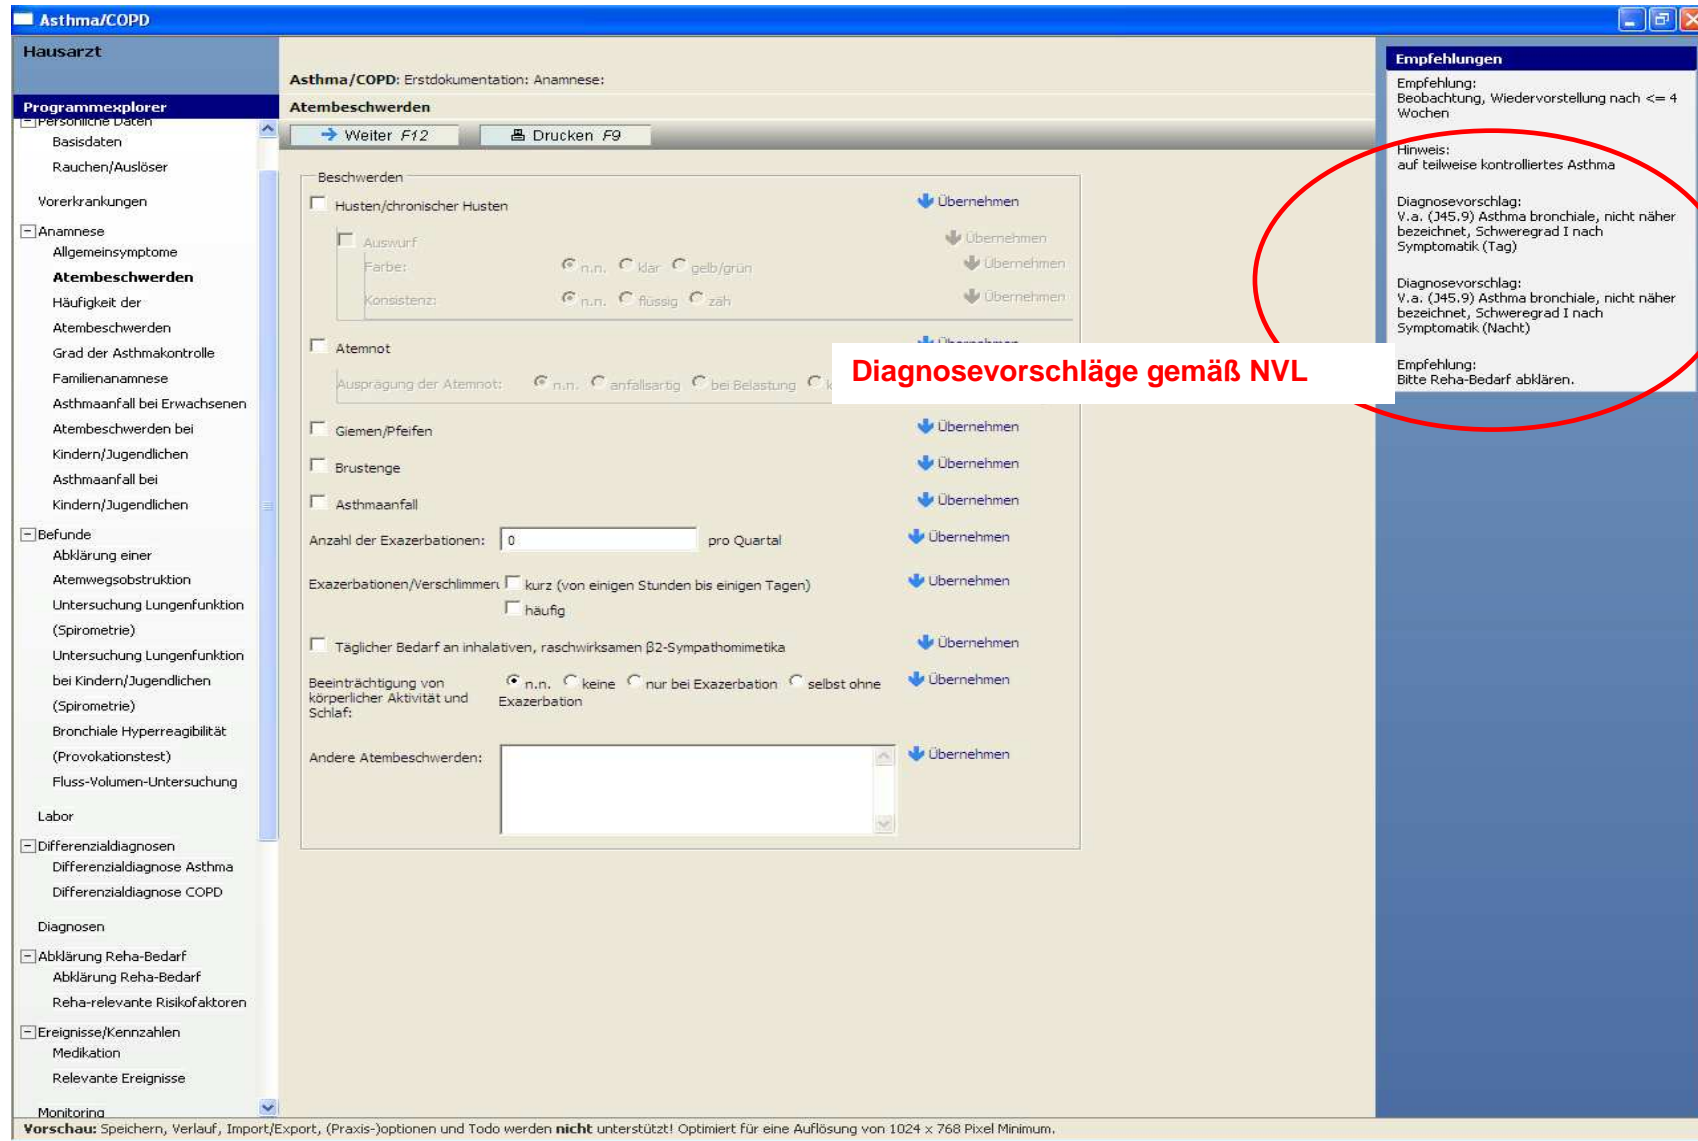 Asthma/COPD
Hausarzt
Programmexplorer
Persönliche Daten
Basisdaten
Rauchen/Auslöser
Vorerkrankungen
Anamnese
Allgemeinsymptome
Atembeschwerden
Häufigkeit der
Atembeschwerden
Grad der Asthmakontrolle
Familienanamnese
Asthmaanfall bei Erwachsenen
Atembeschwerden bei
Kindern/Jugendlichen
Asthmaanfall bei
Kindern/Jugendlichen
Befunde
Abklärung einer
Atemwegsobstruktion
Untersuchung Lungenfunktion
(Spirometrie)
Untersuchung Lungenfunktion
bei Kindern/Jugendlichen
(Spirometrie)
Bronchiale Hyperreagibilität
(Provokationstest)
Fluss-Volumen-Untersuchung
Labor
Differenzialdiagnosen
Differenzialdiagnose Asthma
Differenzialdiagnose COPD
Diagnosen
Abklärung Reha-Bedarf
Abklärung Reha-Bedarf
Reha-relevante Risikofaktoren
Ereignisse/Kennzahlen
Medikation
Relevante Ereignisse
Monitoring
Asthma/COPD: Erstdokumentation: Anamnese:
Atembeschwerden
Weiter F12 Drucken F9
Beschwerden
Husten/chronischer Husten Übernehmen
Auswurf Übernehmen
Farbe: n.n. klar gelb/grün Übernehmen
Konsistenz: n.n. flüssig zäh Übernehmen
Atemnot Übernehmen
Ausprägung der Atemnot: n.n. anfallsartig bei Belastung
Diagnosevorschläge gemäß NVL
Giemen/Pfeifen Übernehmen
Brustenge Übernehmen
Asthmaanfall Übernehmen
Anzahl der Exazerbationen: 0 pro Quartal Übernehmen
Exazerbationen/Verschlimmeru kurz (von einigen Stunden bis einigen Tagen) Übernehmen
häufig
Täglicher Bedarf an inhalativen, raschwirksamen β2-Sympathomimetika Übernehmen
Beeinträchtigung von n.n. keine nur bei Exazerbation selbst ohne Übernehmen
körperlicher Aktivität und Exazerbation
Schlaf:
Andere Atembeschwerden: Übernehmen
Empfehlungen
Empfehlung:
Beobachtung, Wiedervorstellung nach <= 4
Wochen
Hinweis:
auf teilweise kontrolliertes Asthma
Diagnosevorschlag:
V.a. (J45.9) Asthma bronchiale, nicht näher
bezeichnet, Schweregrad I nach
Symptomatik (Tag)
Diagnosevorschlag:
V.a. (J45.9) Asthma bronchiale, nicht näher
bezeichnet, Schweregrad I nach
Symptomatik (Nacht)
Empfehlung:
Bitte Reha-Bedarf abklären.
Vorschau: Speichern, Verlauf, Import/Export, (Praxis-)optionen und Todo werden nicht unterstützt! Optimiert für eine Auflösung von 1024 x 768 Pixel Minimum.